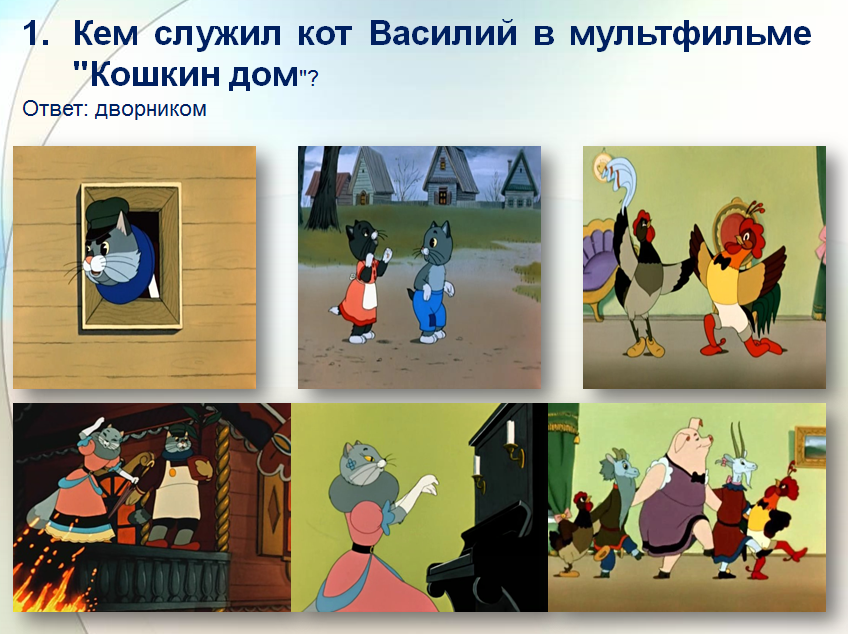 1. Кем служил кот Василий в мультфильме
"Кошкин дом"?
Ответ: дворником